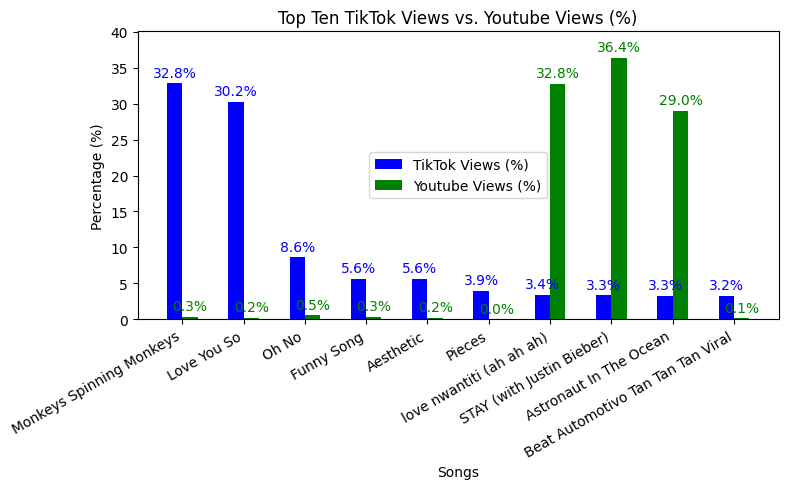 Top Ten TikTok Views vs. Youtube Views (%)
Percentage (%)
40
35
30
25
20
15
10
5
0
32.8%
0.3%
30.2%
0.2%
8.6%
0.5%
5.6%
0.3%
5.6%
0.2%
3.9%
0.0%
3.4%
32.8%
3.3%
36.4%
3.3%
29.0%
3.2%
0.1%
TikTok Views (%)
Youtube Views (%)
Monkeys Spinning Monkeys
Love You So
Oh No
Funny Song
Aesthetic
Pieces
love nwantiti (ah ah ah)
STAY (with Justin Bieber)
Astronaut In The Ocean
Beat Automotivo Tan Tan Tan Viral
Songs